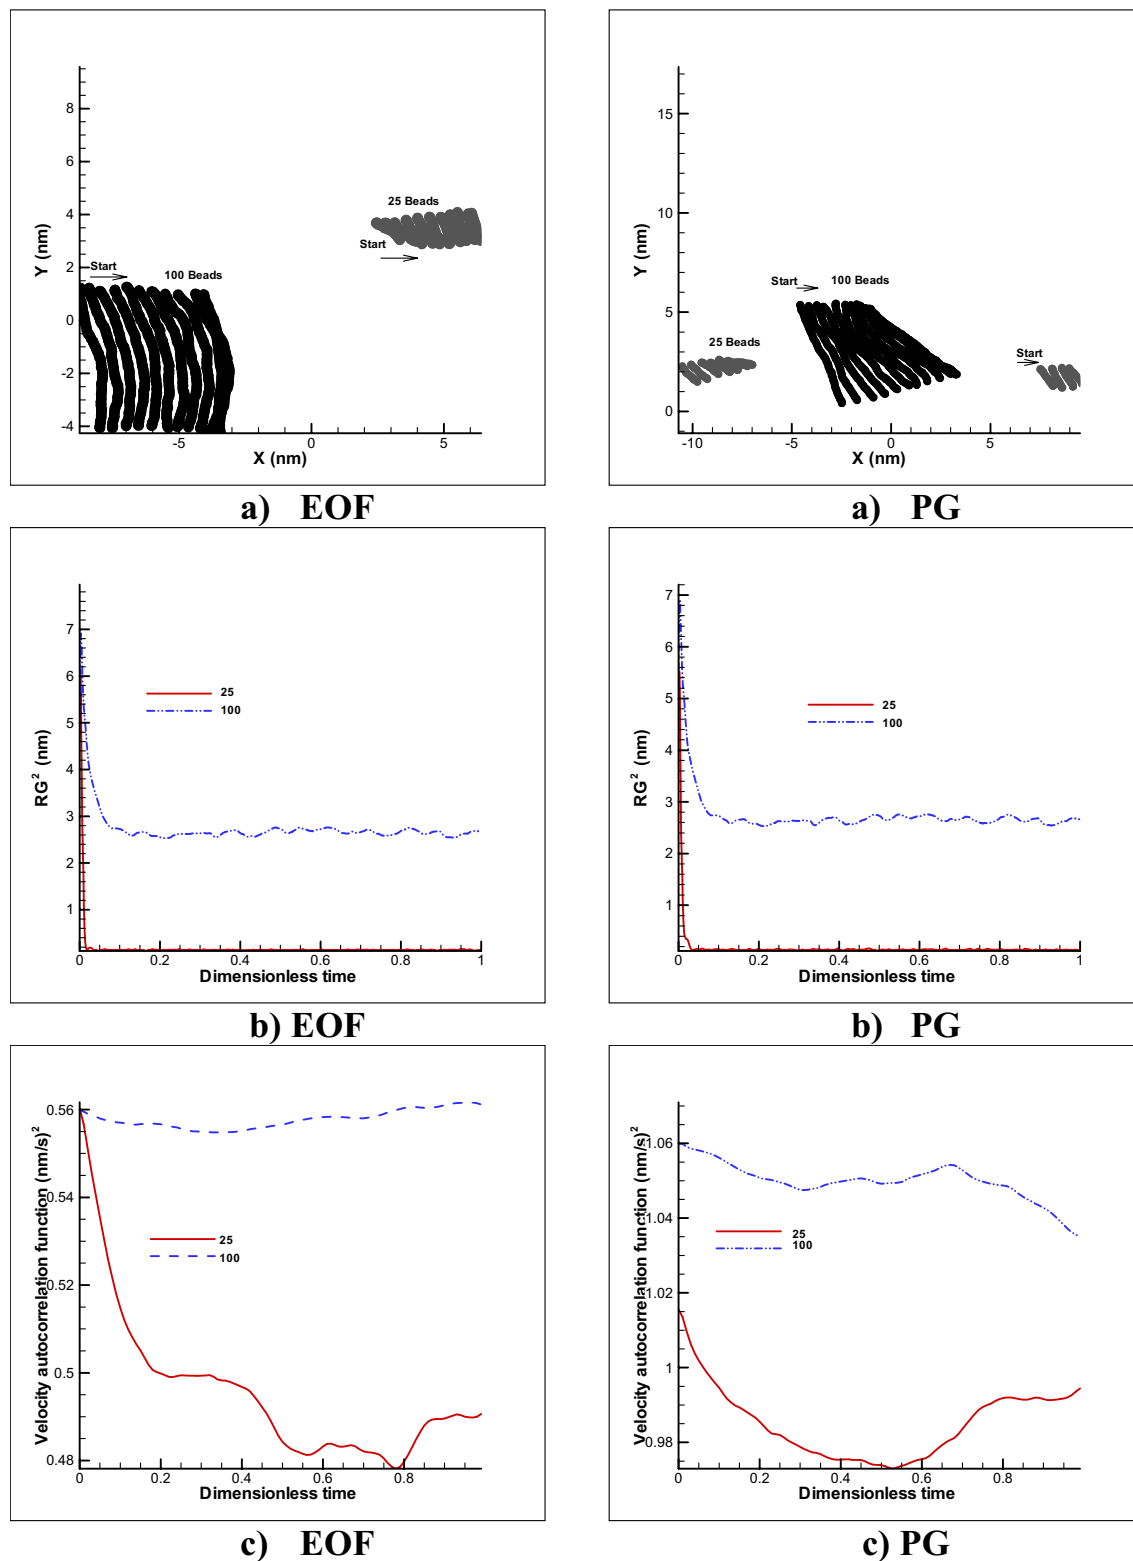 Y (nm)
8
6
4
2
0
-2
-4
-5
0
5
X (nm)
Start
100 Beads
25 Beads
Start
a) EOF
Y (nm)
15
10
5
0
-10
-5
0
5
X (nm)
Start
100 Beads
25 Beads
Start
a) PG
RG² (nm)
7
6
5
4
3
2
1
0
0.2
0.4
0.6
0.8
1
Dimensionless time
25
100
b) EOF
RG² (nm)
7
6
5
4
3
2
1
0
0.2
0.4
0.6
0.8
1
Dimensionless time
25
100
b) PG
Velocity autocorrelation function (nm/s)²
0.56
0.54
0.52
0.5
0.48
0
0.2
0.4
0.6
0.8
Dimensionless time
25
100
c) EOF
Velocity autocorrelation function (nm/s)²
1.06
1.04
1.02
1
0.98
0
0.2
0.4
0.6
0.8
Dimensionless time
25
100
c) PG